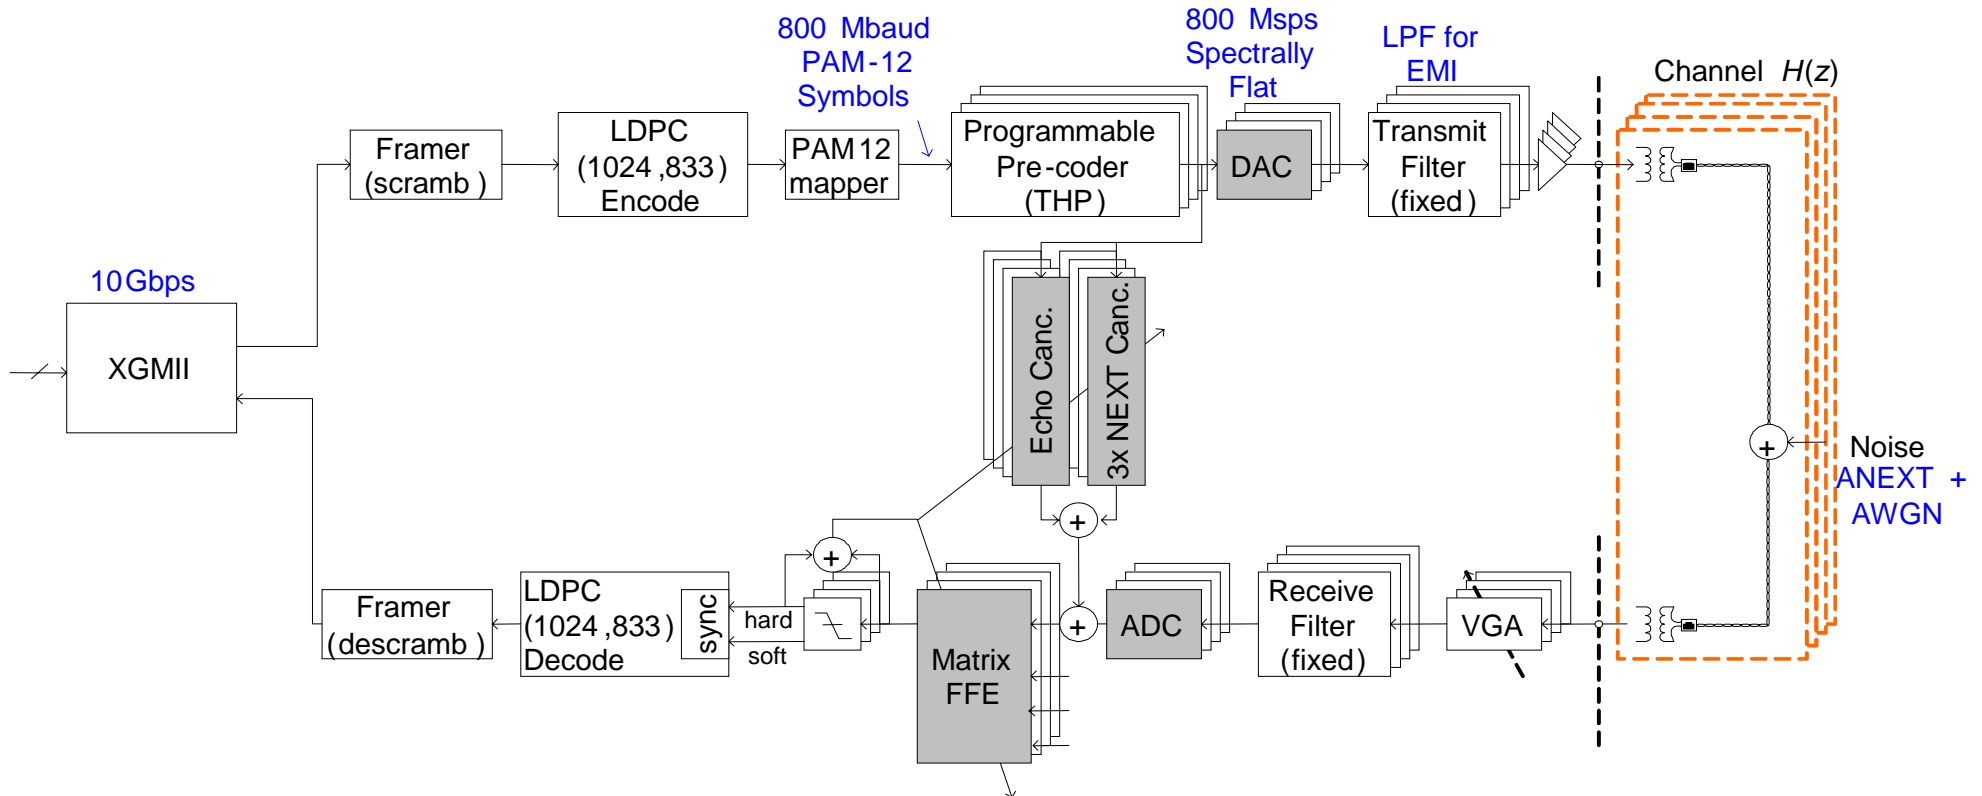 800 Mbaud
PAM-12
Symbols
800 Msps
Spectrally
Flat
LPF for
EMI
Channel H(z)
Framer
(scramb )
LDPC
(1024 ,833)
Encode
PAM12
mapper
Programmable
Pre-coder
(THP)
DAC
Transmit
Filter
(fixed )
10Gbps
XGMII
Echo Canc.
3x NEXT Canc.
+
Noise
ANEXT +
AWGN
+
+
Framer
(descramb )
LDPC
(1024 ,833)
Decode
sync
hard
soft
Matrix
FFE
+
ADC
Receive
Filter
(fixed)
VGA